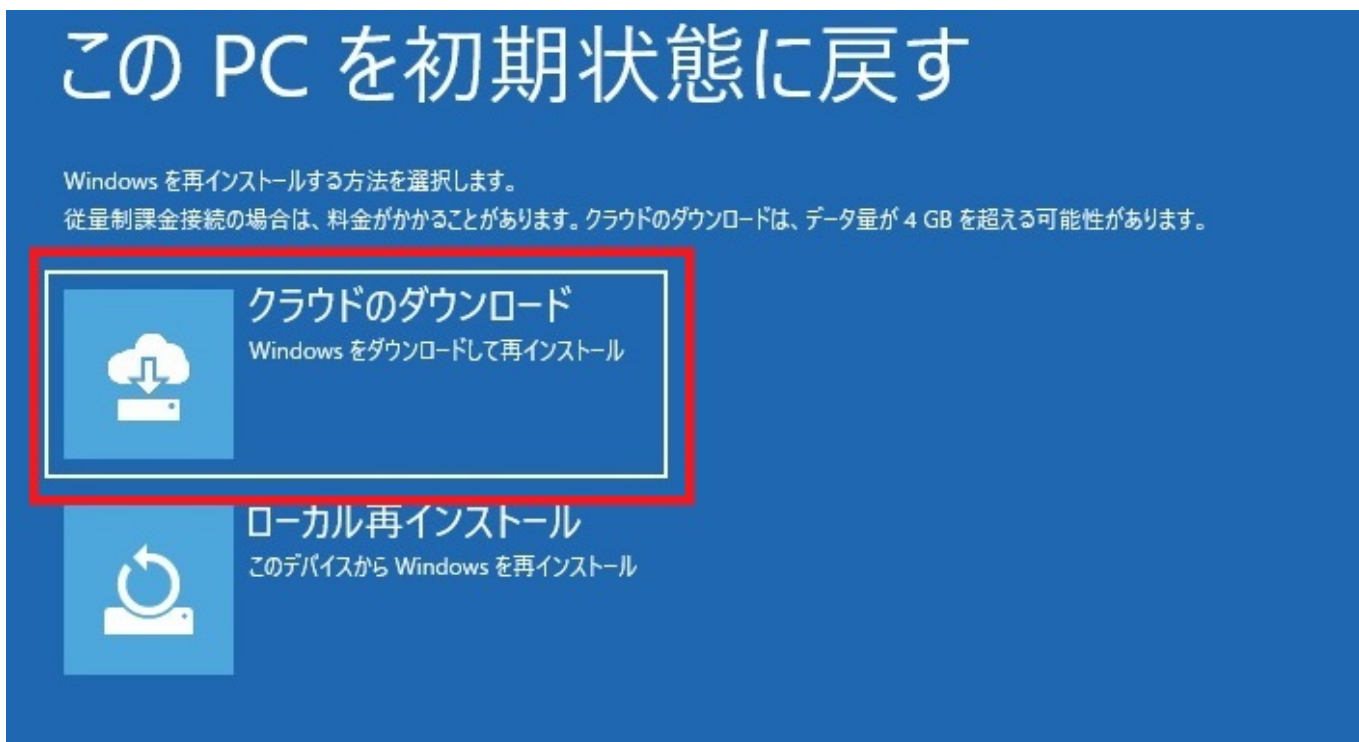 この PC を初期状態に戻す
Windows を再インストールする方法を選択します。
従量制課金接続の場合は、料金がかかることがあります。クラウドのダウンロードは、データ量が 4 GB を超える可能性があります。
クラウドのダウンロード
Windows をダウンロードして再インストール
ローカル再インストール
このデバイスから Windows を再インストール